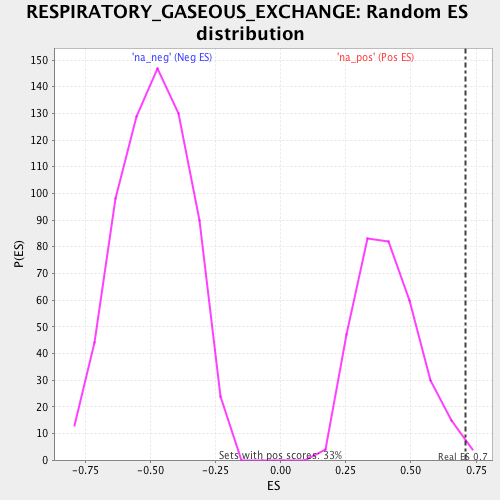 RESPIRATORY_GASEOUS_EXCHANGE: Random ES
distribution
'na_neg' (Neg ES)
'na_pos' (Pos ES)
150
140
130
120
110
100
90
80
70
60
50
40
30
20
10
0
P(ES)
Sets with pos scores: 33%
Real ES 0.7
-0.75
-0.50
-0.25
0.00
0.25
0.50
0.75
ES